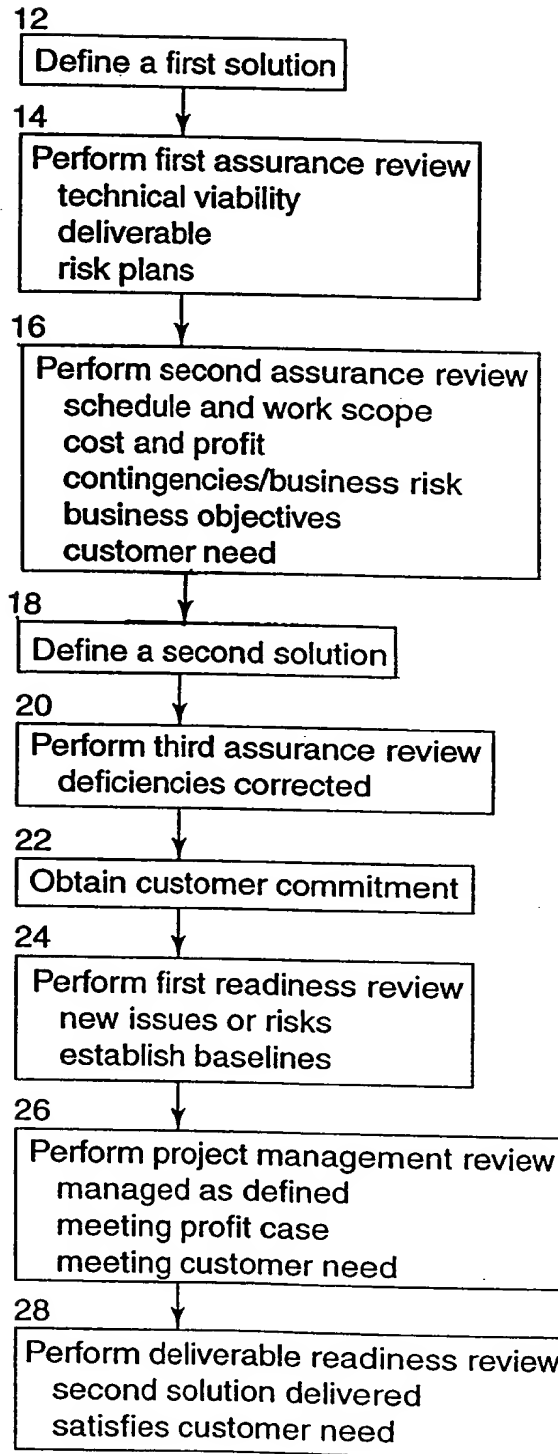 12
Define a first solution
14
Perform first assurance review
technical viability
deliverable
risk plans
16
Perform second assurance review
schedule and work scope
cost and profit
contingencies/business risk
business objectives
customer need
18
Define a second solution
20
Perform third assurance review
deficiencies corrected
22
Obtain customer commitment
24
Perform first readiness review
new issues or risks
establish baselines
26
Perform project management review
managed as defined
meeting profit case
meeting customer need
28
Perform deliverable readiness review
second solution delivered
satisfies customer need